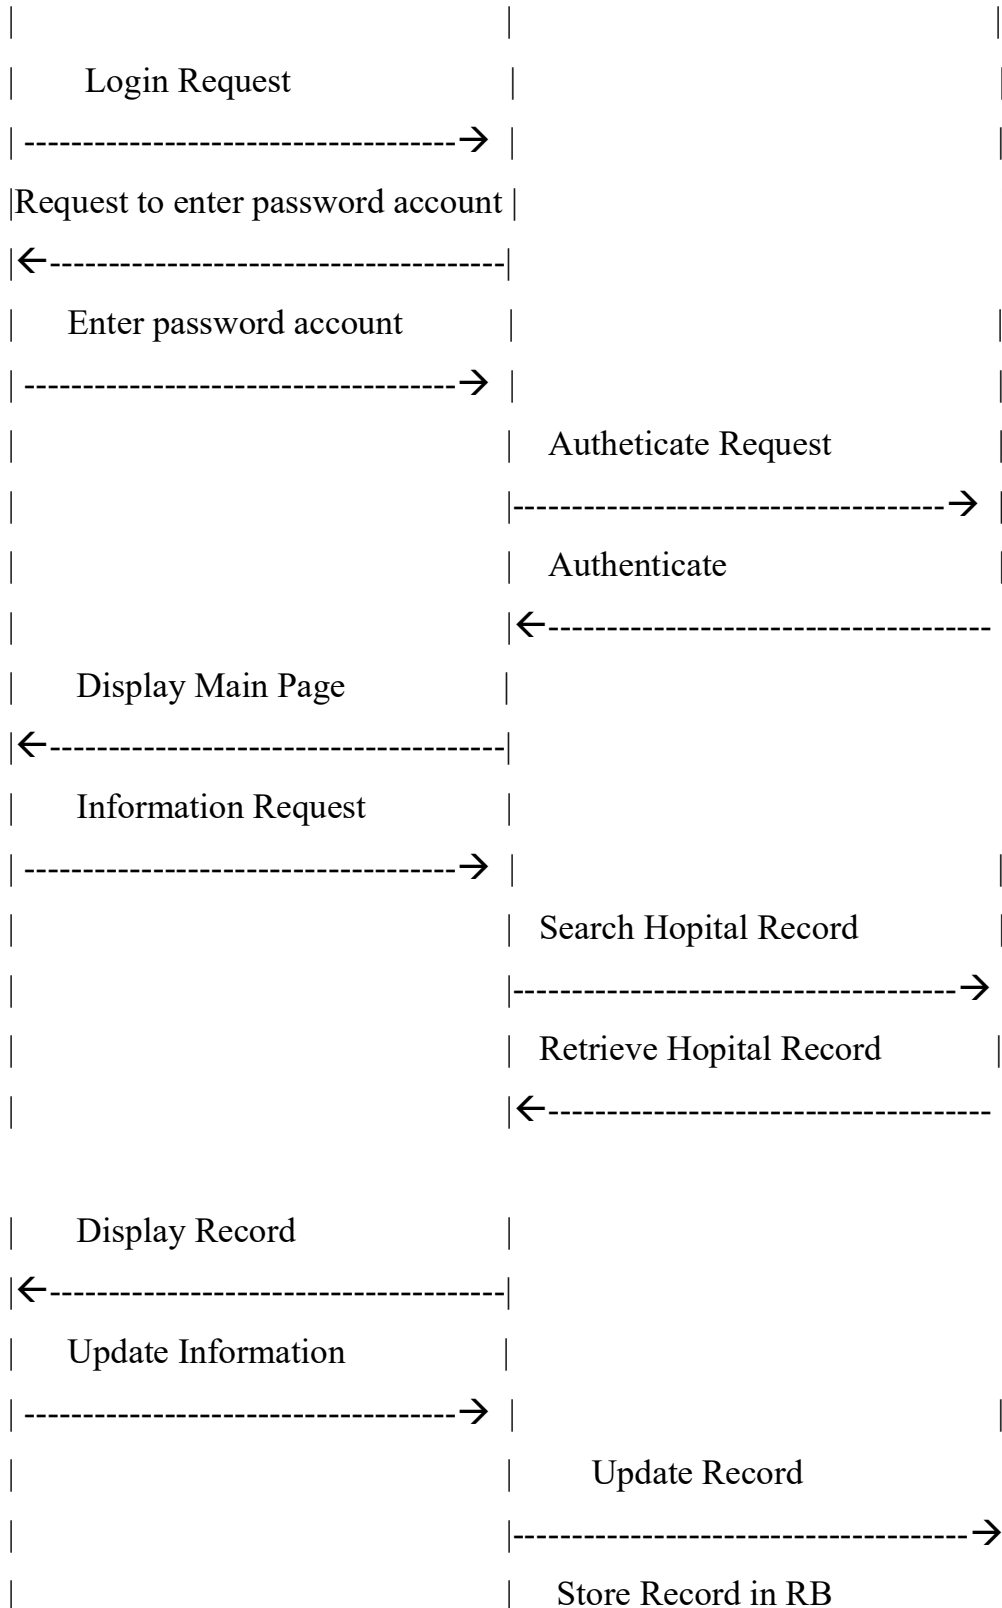 Login Request
Request to enter password account
Enter password account
Autheticate Request
Authenticate
Display Main Page
Information Request
Search Hopital Record
Retrieve Hopital Record
Display Record
Update Information
Update Record
Store Record in RB